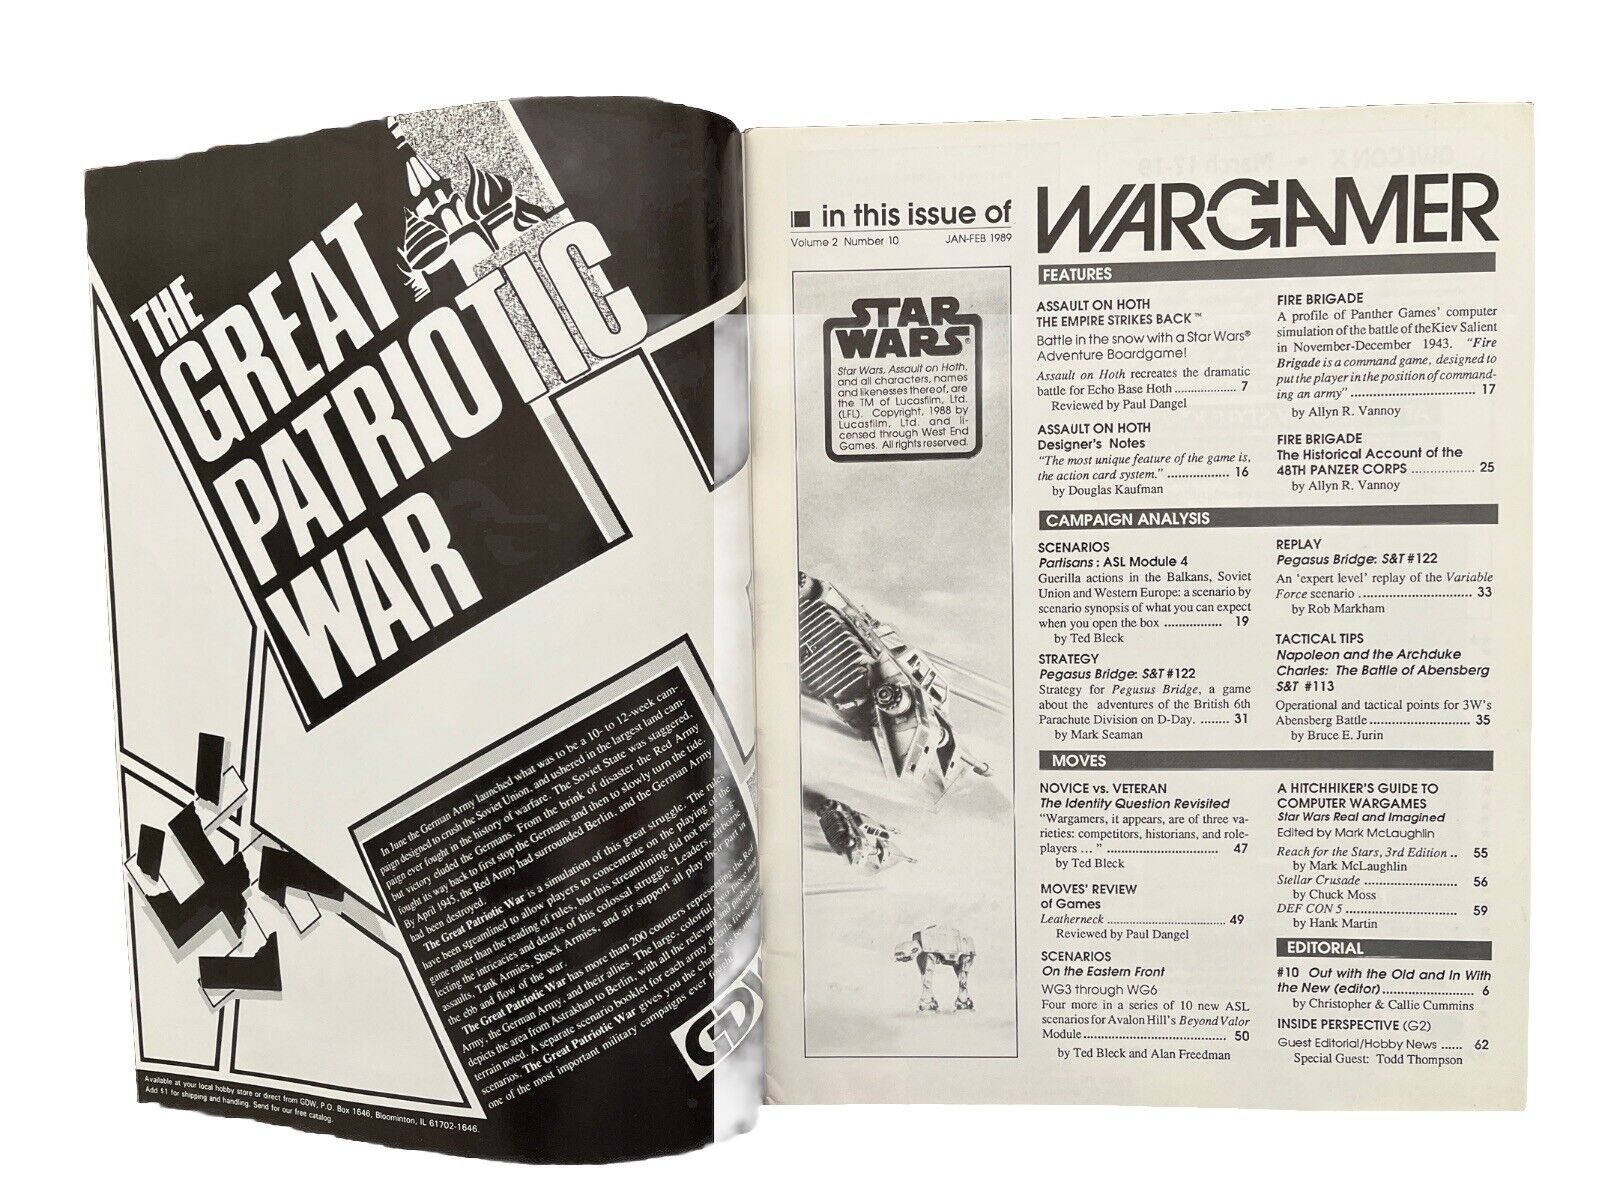 THE
GREAT
PATRIOTIC
WAR
In June the German Army launched what was to be a 10- to 12-week cam-
paign designed to crush the Soviet Union, and ushered in the largest land cam-
paign ever fought in the history of warfare. The Soviet State was staggered,
but victory eluded the Germans. From the brink of disaster the Red Army
fought its way back to first stop the Germans and then to slowly turn the tide.
By April 1945, the Red Army had surrounded Berlin, and the German Army
had been destroyed.
The Great Patriotic War is a simulation of this great struggle. The rules
have been streamlined to allow players to concentrate on the playing of the
game rather than the reading of rules, but this streamlining did not mean neg-
lecting the intricacies and details of this colossal struggle. Leaders, airborne
assaults, Tank Armies, Shock Armies, and air support all play their part in
the ebb and flow of the war.
The Great Patriotic War has more than 200 counters representing the Red
Army, the German Army, and their allies. The large, colorful, two piece map
depicts the area from Astrakhan to Berlin, with all the relevant and
terrain noted. A separate scenario booklet for each army details five
scenarios. The Great Patriotic War gives you the chance to be
one of the most important military campaigns ever fought.
GDW
Available at your local hobby store or direct from GDW, P.O. Box 1646, Bloominton, IL 61702-1646.
Add $1 for shipping and handling. Send for our free catalog.
in this issue of
Volume 2 Number 10 JAN-FEB 1989
WARGAMER
STAR
WARS®
Star Wars, Assault on Hoth,
and all characters, names
and likenesses thereof, are
the TM of Lucasfilm, Ltd.
(LFL). Copyright, 1988 by
Lucasfilm, Ltd. and li-
censed through West End
Games. All rights reserved.
FEATURES
ASSAULT ON HOTH
THE EMPIRE STRIKES BACK™
Battle in the snow with a Star Wars®
Adventure Boardgame!
Assault on Hoth recreates the dramatic
battle for Echo Base Hoth ................. 7
Reviewed by Paul Dangel
ASSAULT ON HOTH
Designer's Notes
"The most unique feature of the game is,
the action card system." ................. 16
by Douglas Kaufman
FIRE BRIGADE
A profile of Panther Games' computer
simulation of the battle of the Kiev Salient
in November-December 1943. "Fire
Brigade is a command game, designed to
put the player in the position of command-
ing an army" ................................. 17
by Allyn R. Vannoy
FIRE BRIGADE
The Historical Account of the
48TH PANZER CORPS ................. 25
by Allyn R. Vannoy
CAMPAIGN ANALYSIS
SCENARIOS
Partisans : ASL Module 4
Guerilla actions in the Balkans, Soviet
Union and Western Europe: a scenario by
scenario synopsis of what you can expect
when you open the box ................ 19
by Ted Bleck
STRATEGY
Pegasus Bridge: S&T #122
Strategy for Pegasus Bridge, a game
about the adventures of the British 6th
Parachute Division on D-Day. ........ 31
by Mark Seaman
REPLAY
Pegasus Bridge: S&T #122
An 'expert level' replay of the Variable
Force scenario ............................. 33
by Rob Markham
TACTICAL TIPS
Napoleon and the Archduke
Charles: The Battle of Abensberg
S&T #113
Operational and tactical points for 3W's
Abensberg Battle ........................... 35
by Bruce E. Jurin
MOVES
NOVICE vs. VETERAN
The Identity Question Revisited
"Wargamers, it appears, are of three va-
rieties: competitors, historians, and role-
players ... " ............................. 47
by Ted Bleck
MOVES' REVIEW
of Games
Leatherneck ............................... 49
Reviewed by Paul Dangel
SCENARIOS
On the Eastern Front
WG3 through WG6
Four more in a series of 10 new ASL
scenarios for Avalon Hill's Beyond Valor
Module ........................................ 50
by Ted Bleck and Alan Freedman
A HITCHHIKER'S GUIDE TO
COMPUTER WARGAMES
Star Wars Real and Imagined
Edited by Mark McLaughlin
Reach for the Stars, 3rd Edition .. 55
by Mark McLaughlin
Stellar Crusade ......................... 56
by Chuck Moss
DEF CON 5 ............................. 59
by Hank Martin
EDITORIAL
#10 Out with the Old and In With
the New (editor) ........................ 6
by Christopher & Callie Cummins
INSIDE PERSPECTIVE (G2)
Guest Editorial/Hobby News ...... 62
Special Guest: Todd Thompson